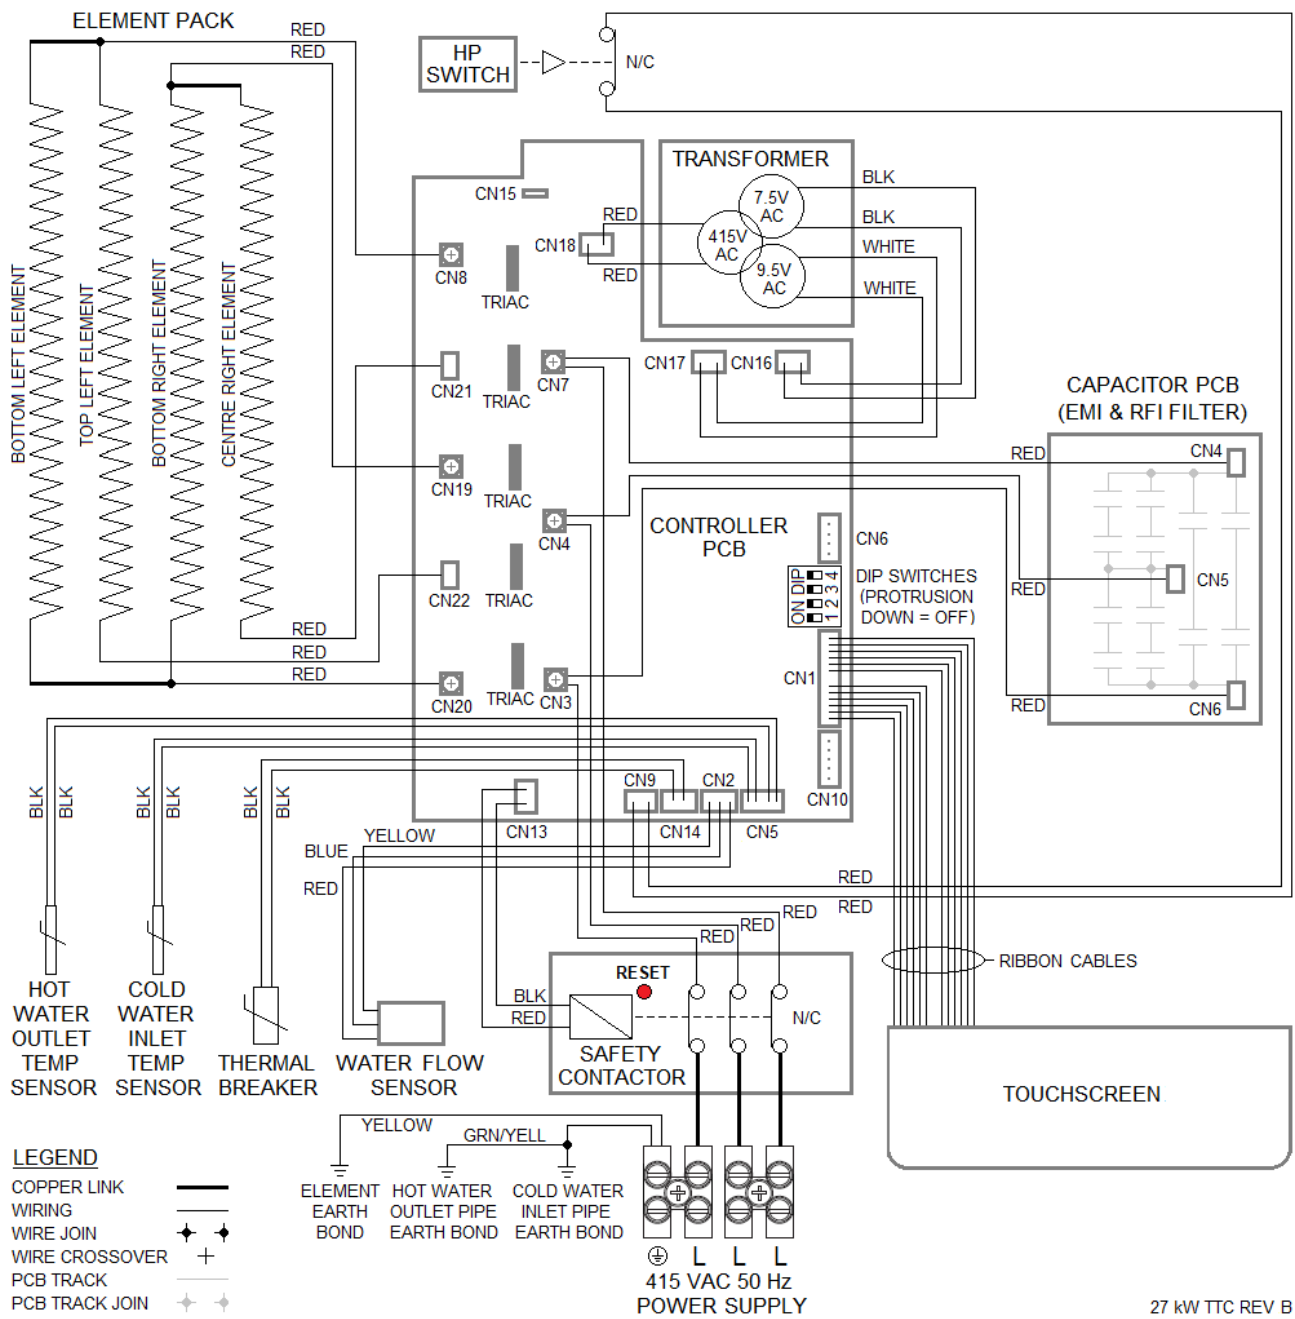 ELEMENT PACK
RED
RED
HP
SWITCH
N/C
TRANSFORMER
7.5V
AC
415V
AC
9.5V
AC
BLK
BLK
WHITE
WHITE
CN15
CN18
RED
RED
CN8
TRIAC
CN21
TRIAC
CN7
CN17
CN16
CN19
TRIAC
CN4
CN22
TRIAC
CN20
TRIAC
CN3
BOTTOM LEFT ELEMENT
TOP LEFT ELEMENT
BOTTOM RIGHT ELEMENT
CENTRE RIGHT ELEMENT
RED
RED
RED
CAPACITOR PCB
(EMI & RFI FILTER)
RED
CN4
RED
CN5
RED
CN6
CONTROLLER
PCB
CN6
ON DIP
1 2 3 4
DIP SWITCHES
(PROTRUSION
DOWN = OFF)
CN1
CN10
CN9
CN2
CN13
CN14
CN5
BLK
BLK
BLK
BLK
BLK
BLK
YELLOW
BLUE
RED
RED
RED
RED
RED
RED
RIBBON CABLES
HOT
WATER
OUTLET
TEMP
SENSOR
COLD
WATER
INLET
TEMP
SENSOR
THERMAL
BREAKER
WATER FLOW
SENSOR
RESET
BLK
RED
N/C
SAFETY
CONTACTOR
TOUCHSCREEN
YELLOW
GRN/YELL
ELEMENT
EARTH
BOND
HOT WATER
OUTLET PIPE
EARTH BOND
COLD WATER
INLET PIPE
EARTH BOND
L L L
415 VAC 50 Hz
POWER SUPPLY
LEGEND
COPPER LINK
WIRING
WIRE JOIN
WIRE CROSSOVER
PCB TRACK
PCB TRACK JOIN
27 kW TTC REV B